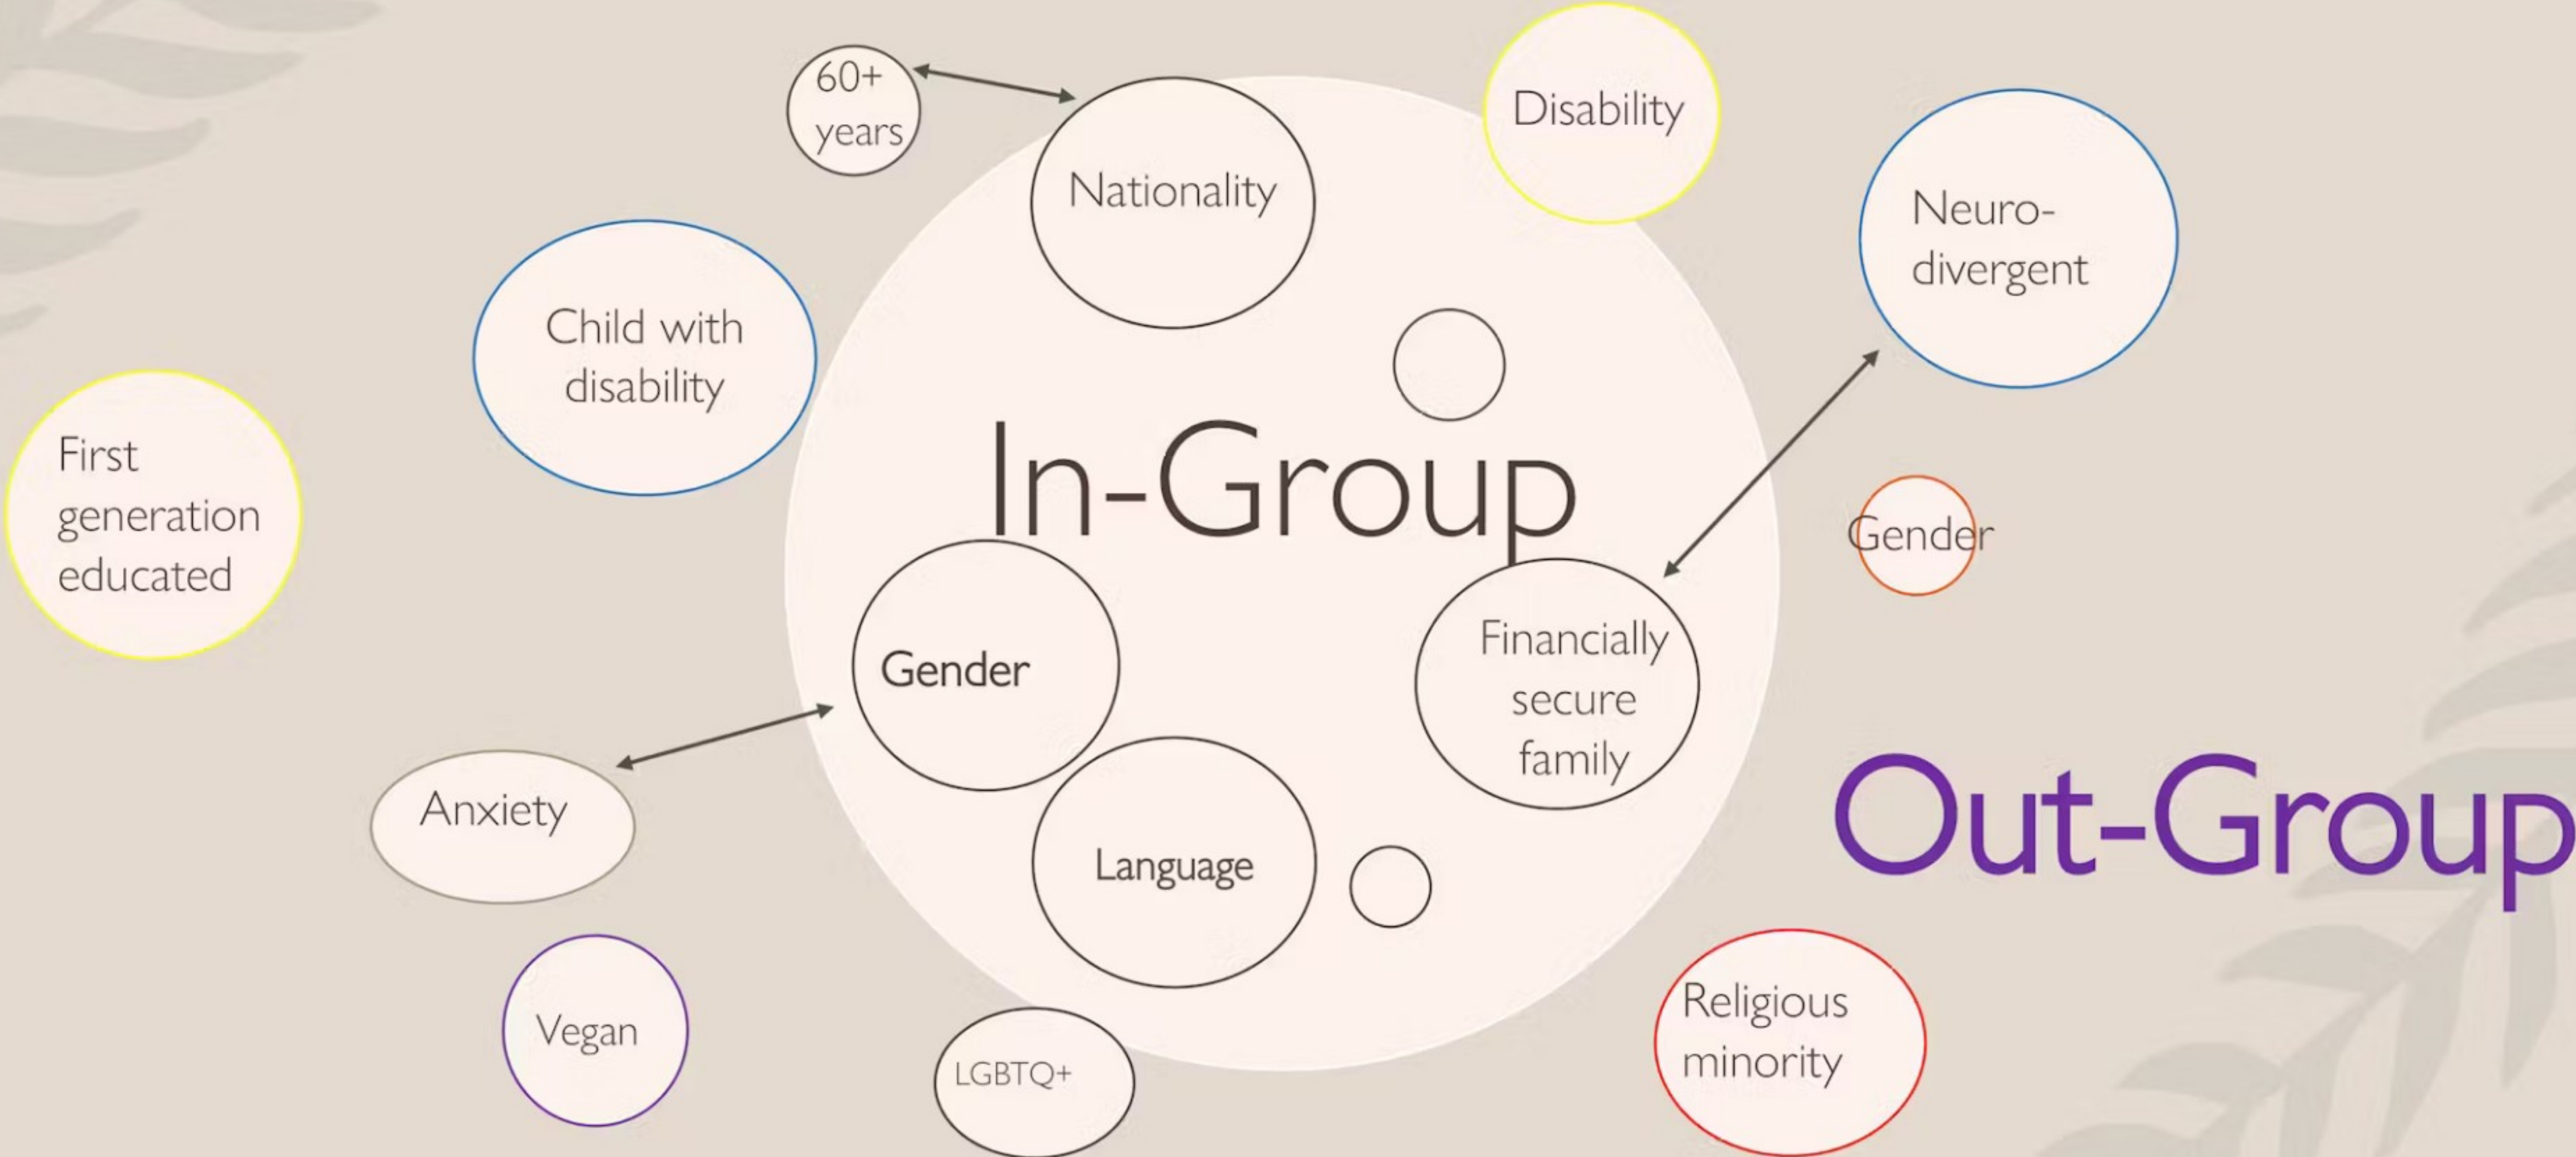 60+
years
Nationality
Disability
Neuro-
divergent
Child with
disability
First
generation
educated
In-Group
Gender
Gender
Financially
secure
family
Anxiety
Language
Out-Group
Vegan
LGBTQ+
Religious
minority